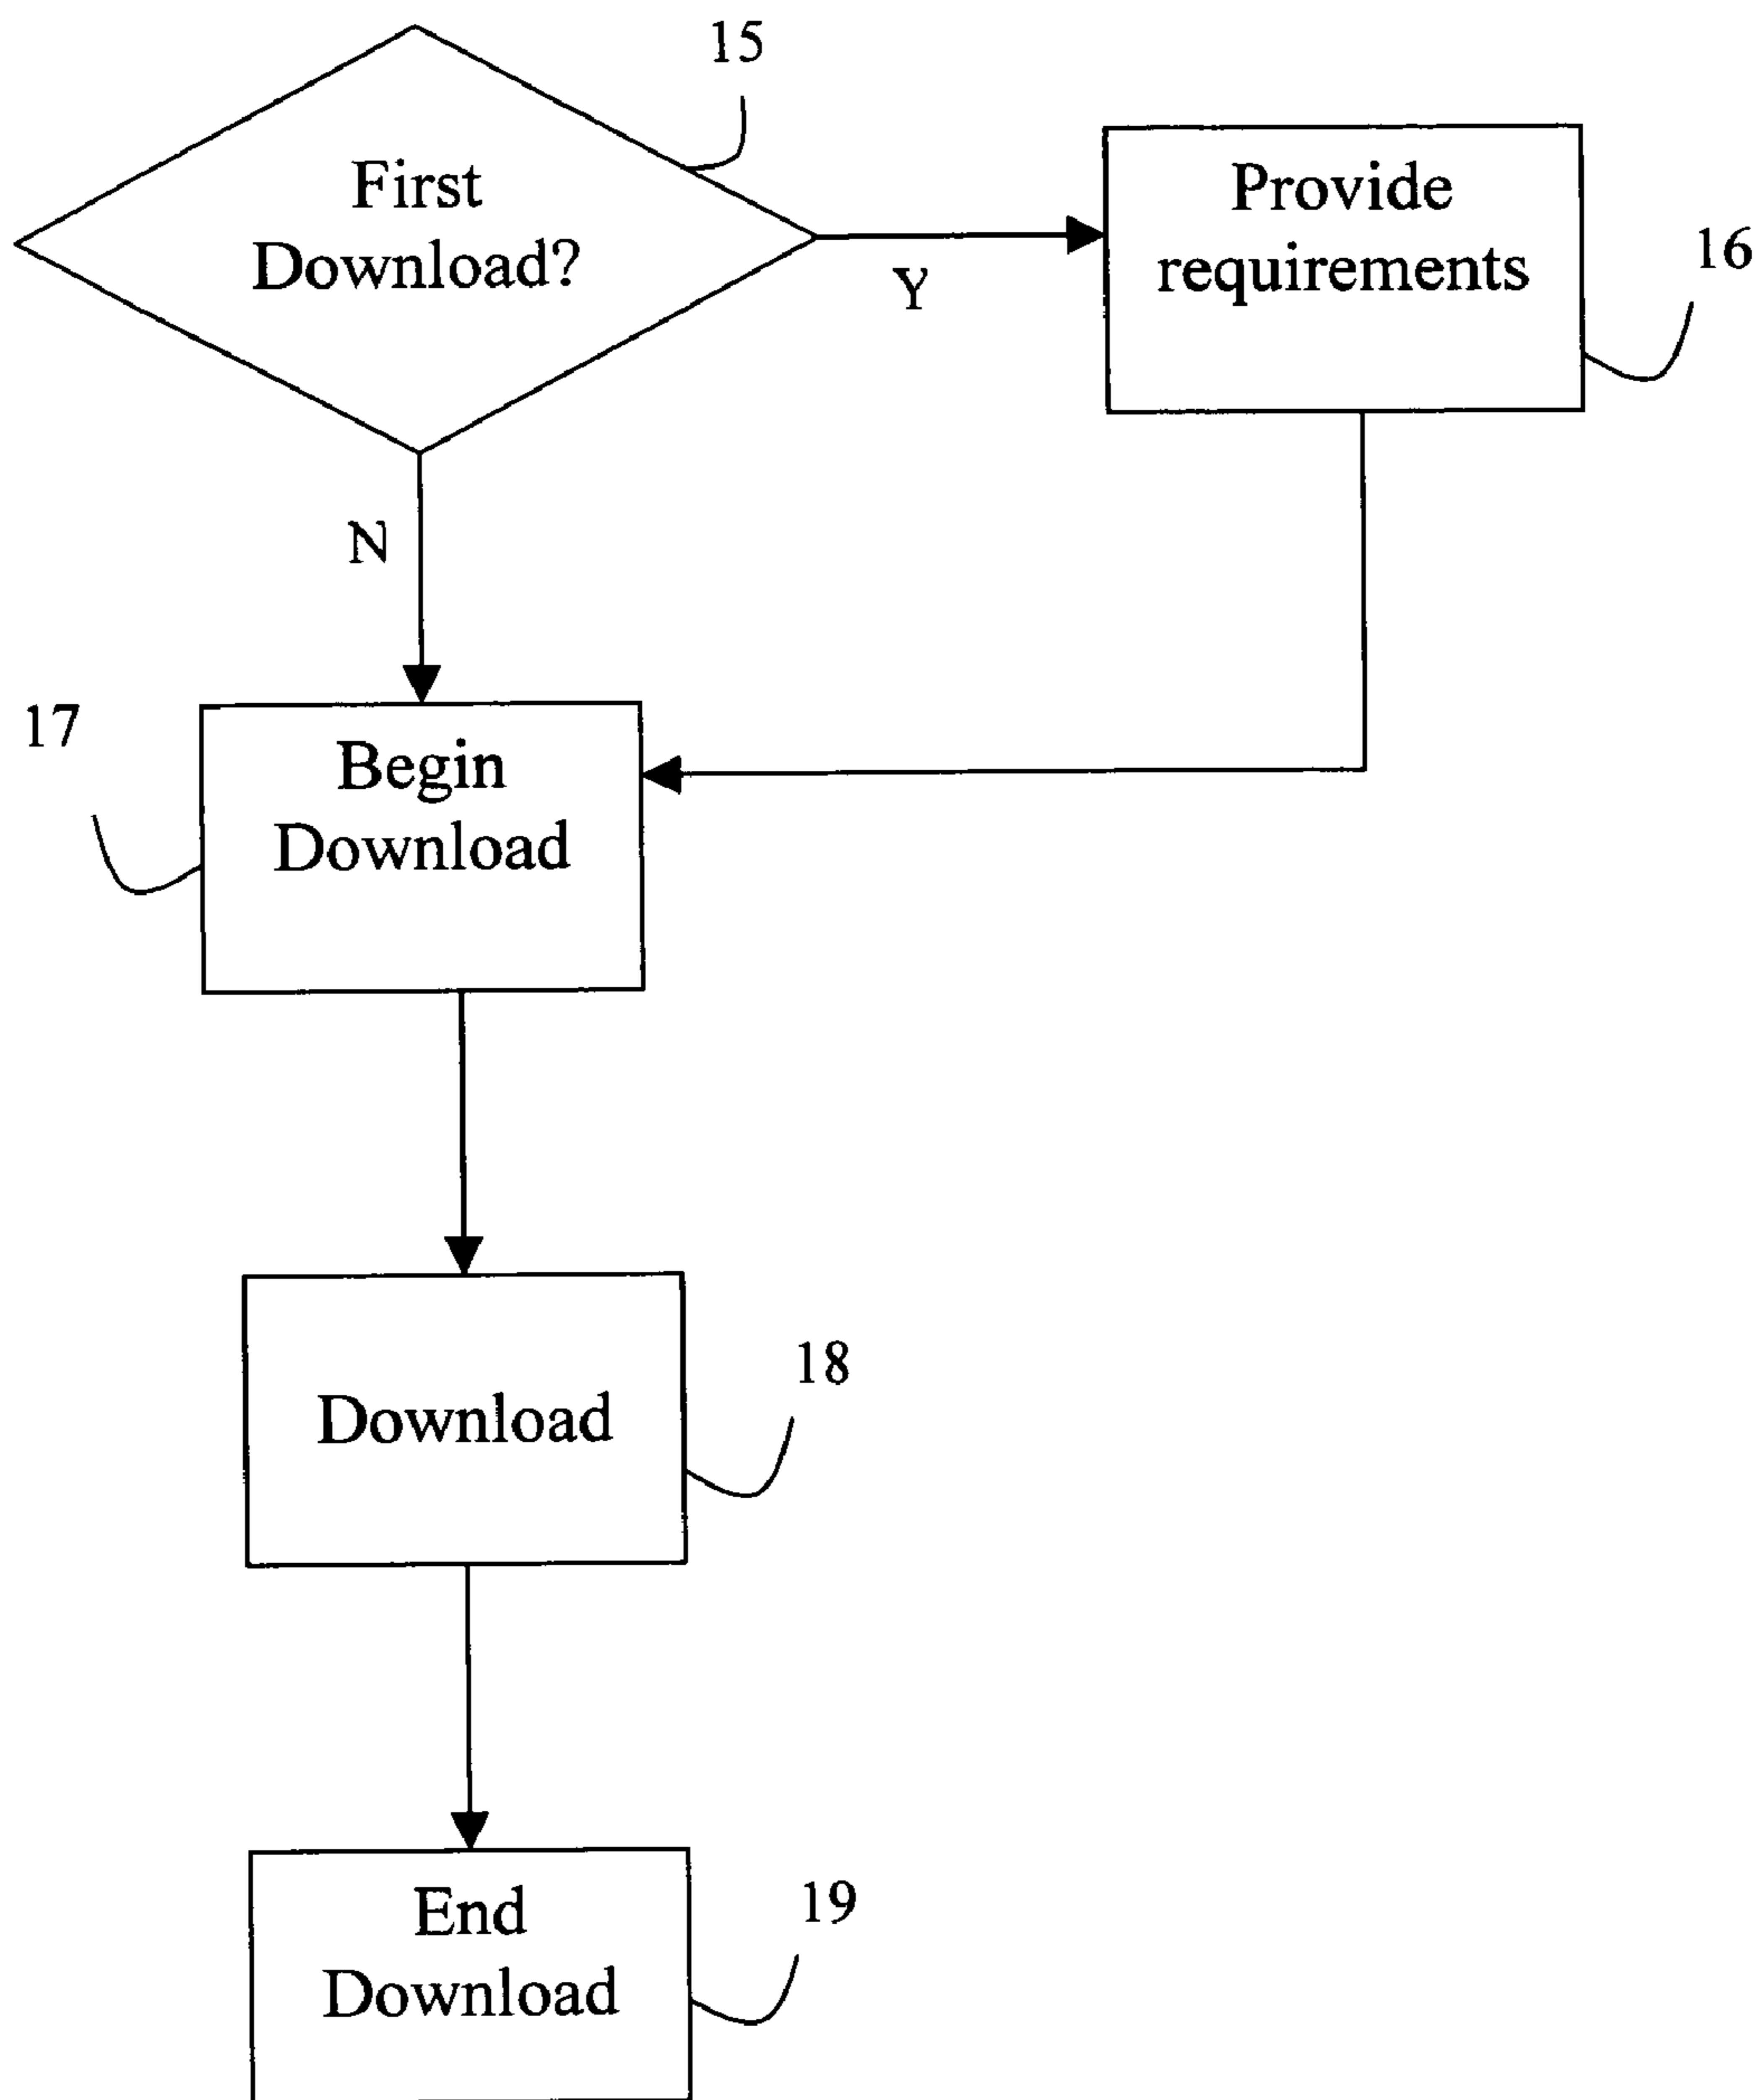 15
First
Download?
Y
Provide
requirements
16
N
17
Begin
Download
18
Download
19
End
Download